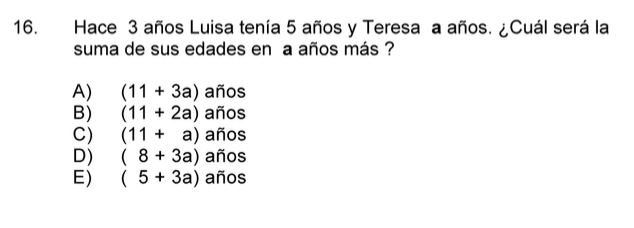 16. Hace 3 años Luisa tenía 5 años y Teresa a años. ¿Cuál será la
suma de sus edades en a años más ?
A) (11 + 3a) años
B) (11 + 2a) años
C) (11 + a) años
D) ( 8 + 3a) años
E) ( 5 + 3a) años